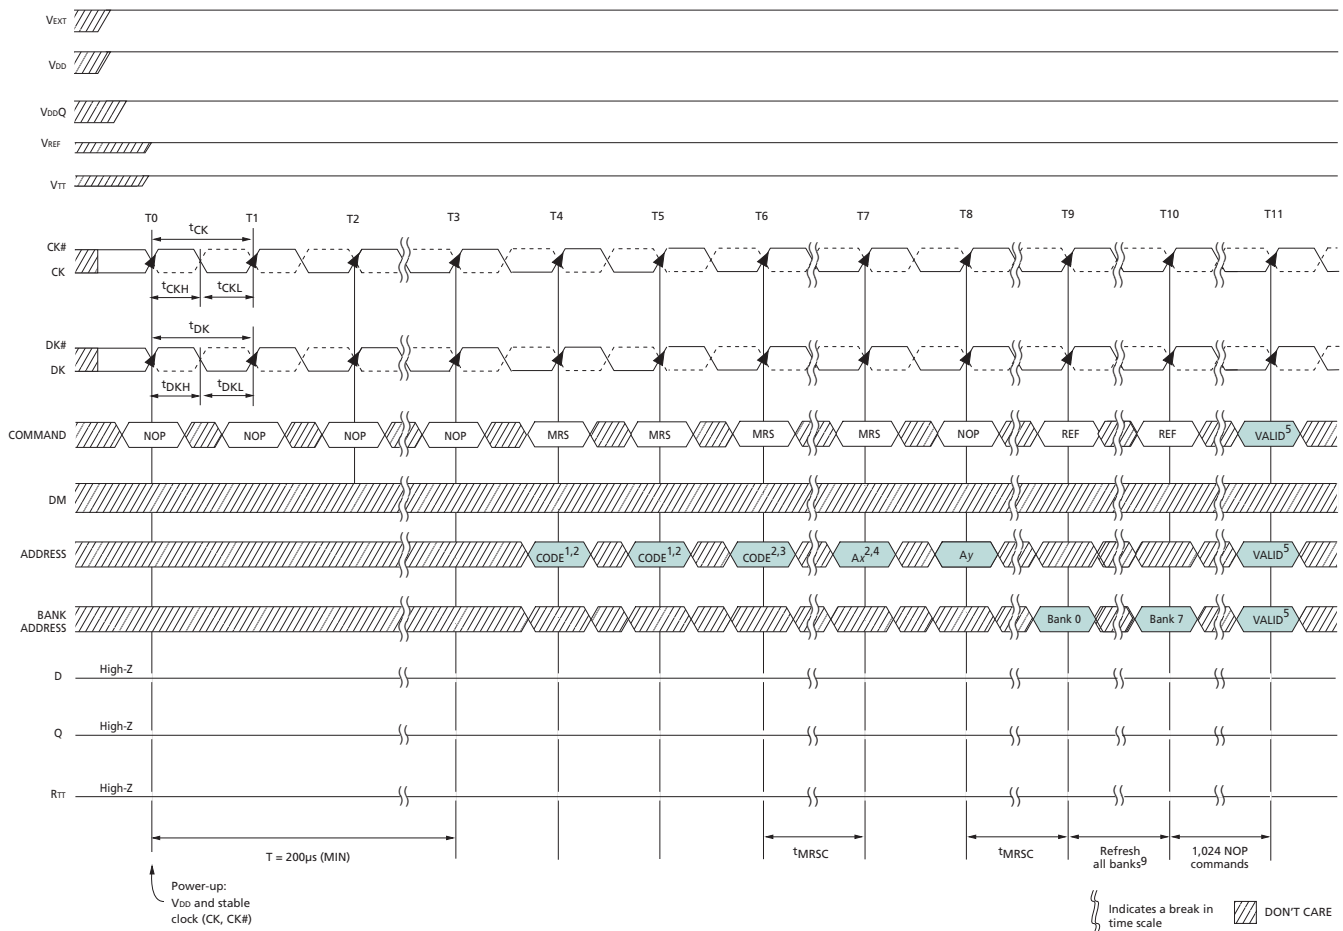 VEXT
VDD
VDDQ
VREF
VTT
T0 T1 T2 T3 T4 T5 T6 T7 T8 T9 T10 T11
tCK
CK#
CK
tCKH tCKL
tDK
DK#
DK
tDKH tDKL
COMMAND NOP NOP NOP NOP MRS MRS MRS MRS NOP REF REF VALID5
DM
ADDRESS CODE1,2 CODE1,2 CODE2,3 Ax2,4 Ay VALID5
BANK
ADDRESS Bank 0 Bank 7 VALID5
D High-Z
Q High-Z
RTT High-Z
T = 200µs (MIN) tMRSC tMRSC Refresh
all banks9 1,024 NOP
commands
Power-up:
VDD and stable
clock (CK, CK#)
Indicates a break in
time scale
DON'T CARE